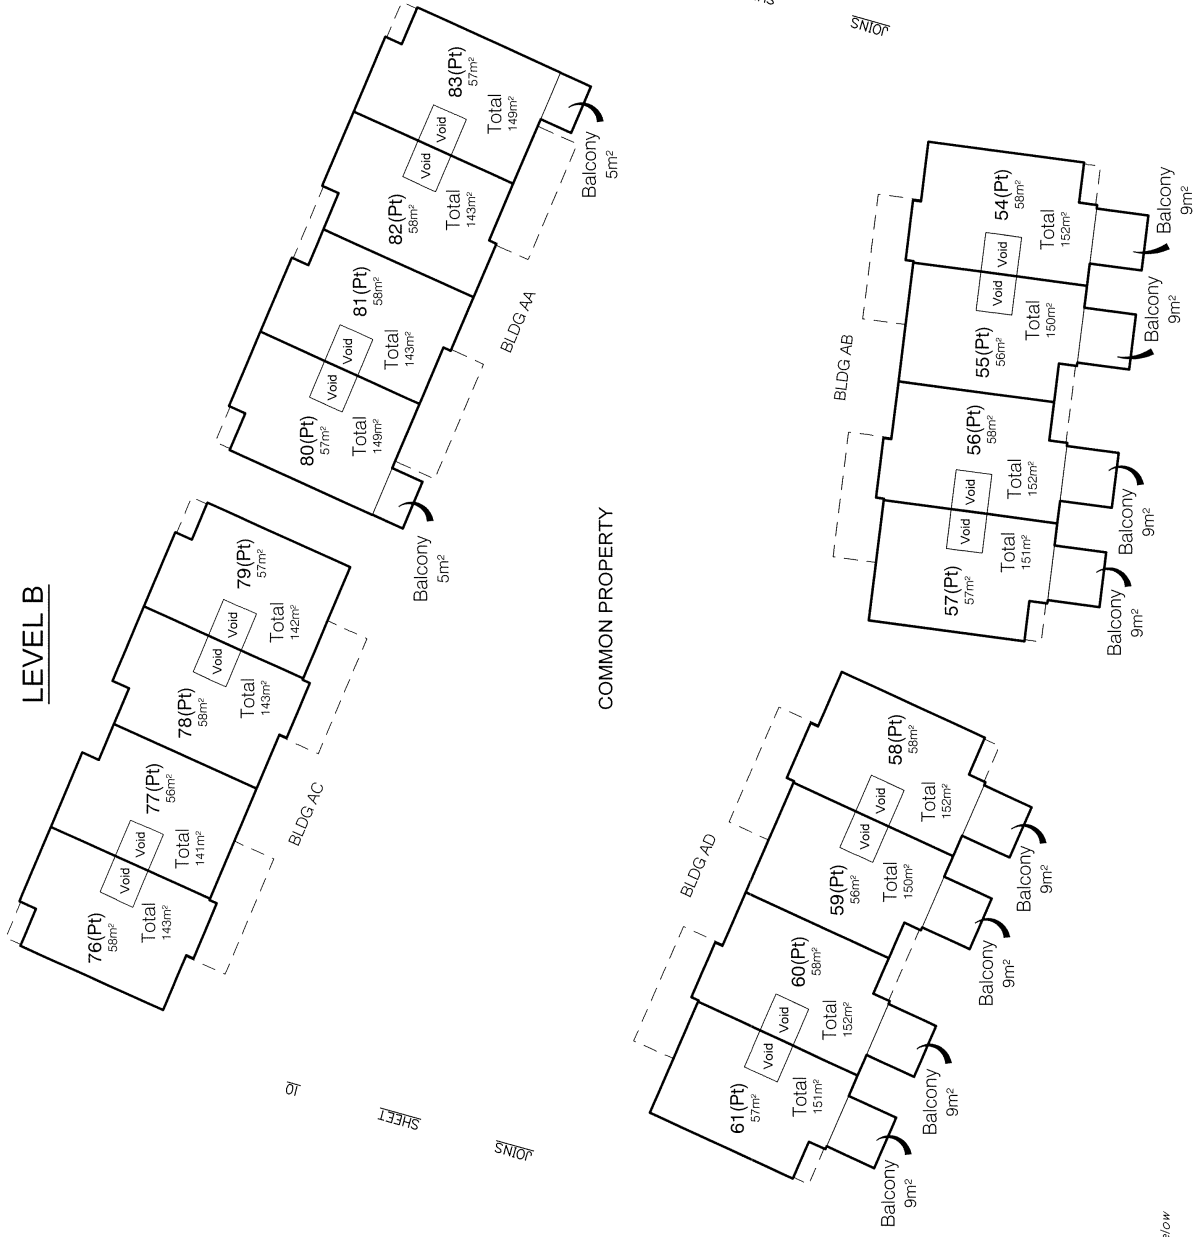 LEVEL B
76(Pt)
58m²
Total
143m²
Void
Void
77(Pt)
56m²
Total
141m²
78(Pt)
58m²
Total
143m²
Void
Void
79(Pt)
57m²
Total
142m²
BLDG AC
80(Pt)
57m²
Total
149m²
Void
Void
81(Pt)
58m²
Total
143m²
82(Pt)
58m²
Total
143m²
Void
Void
83(Pt)
57m²
Total
149m²
BLDG AA
Balcony
5m²
Balcony
5m²
COMMON PROPERTY
JOINS
SHEET
10
JOINS
BLDG AD
61(Pt)
57m²
Total
151m²
Void
Void
60(Pt)
58m²
Total
152m²
59(Pt)
56m²
Total
150m²
Void
Void
58(Pt)
58m²
Total
152m²
Balcony
9m²
Balcony
9m²
Balcony
9m²
Balcony
9m²
BLDG AB
57(Pt)
57m²
Total
151m²
Void
Void
56(Pt)
58m²
Total
152m²
55(Pt)
56m²
Total
150m²
Void
Void
54(Pt)
58m²
Total
152m²
Balcony
9m²
Balcony
9m²
Balcony
9m²
Balcony
9m²